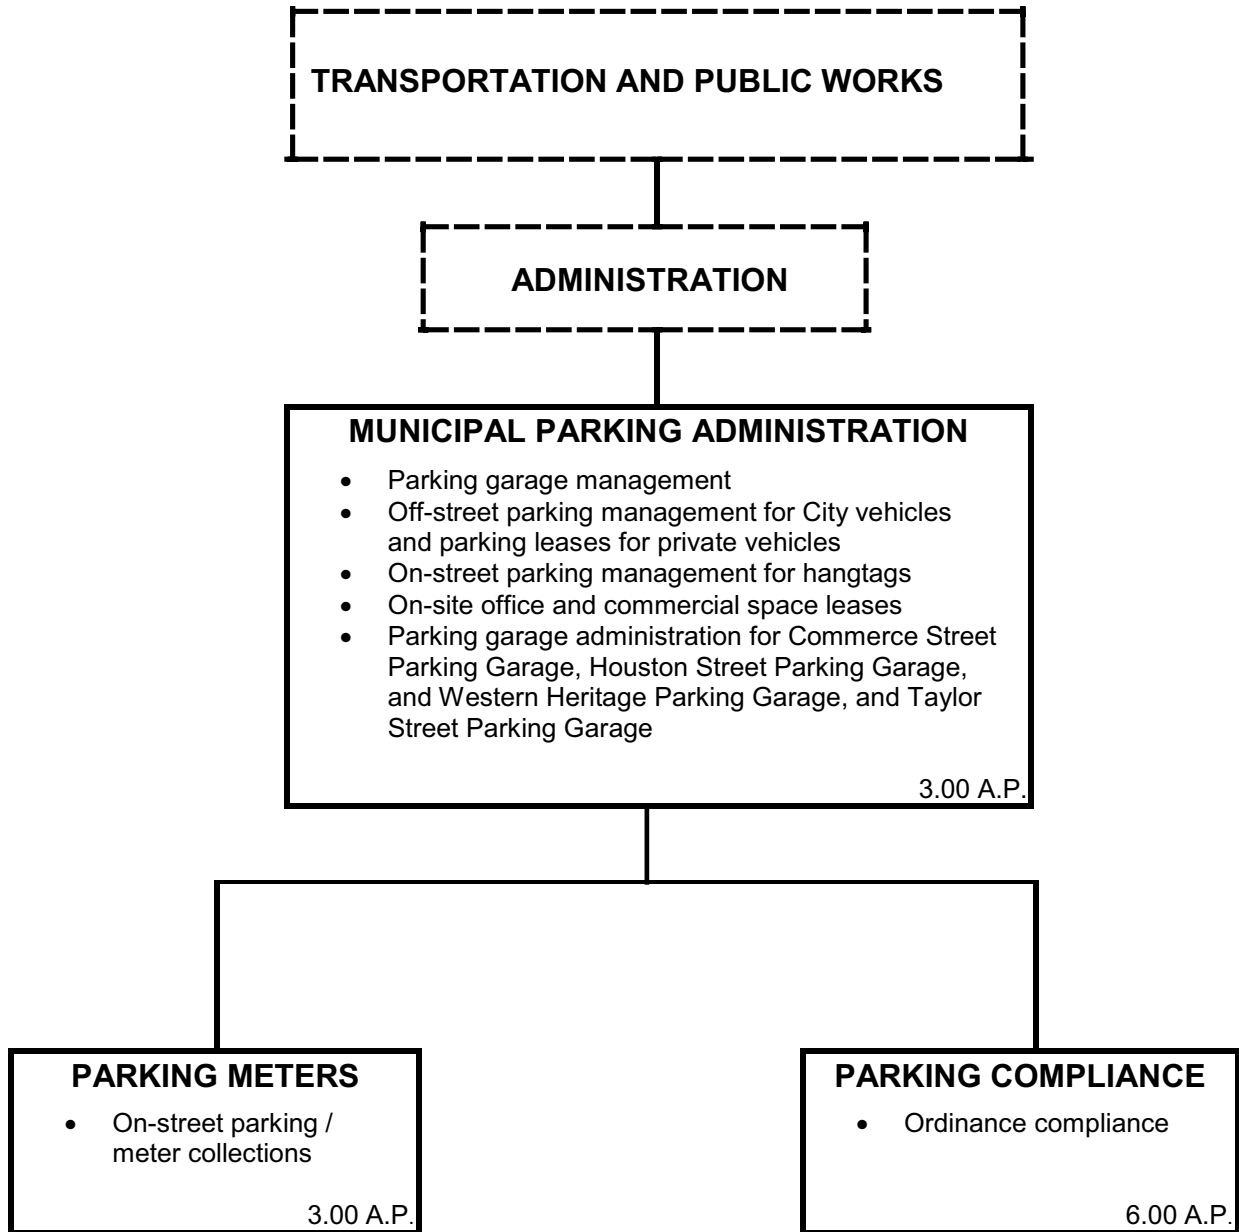 TRANSPORTATION AND PUBLIC WORKS
ADMINISTRATION
MUNICIPAL PARKING ADMINISTRATION
• Parking garage management
• Off-street parking management for City vehicles
and parking leases for private vehicles
• On-street parking management for hangtags
• On-site office and commercial space leases
• Parking garage administration for Commerce Street
Parking Garage, Houston Street Parking Garage,
and Western Heritage Parking Garage, and Taylor
Street Parking Garage
3.00 A.P.
PARKING METERS
• On-street parking /
meter collections
3.00 A.P.
PARKING COMPLIANCE
• Ordinance compliance
6.00 A.P.